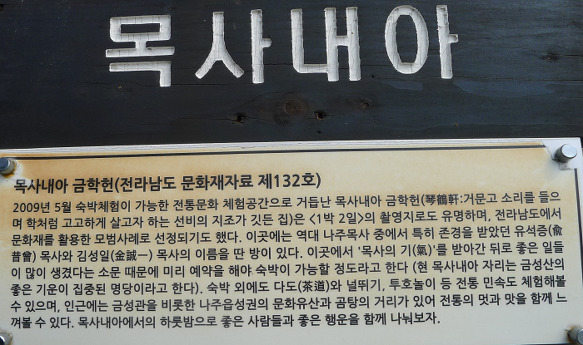 목사내아
목사내아 금학헌(전라남도 문화재자료 제132호)
2009년 5월 숙박체험이 가능한 전통문화 체험공간으로 거듭난 목사내아 금학헌(琴鶴軒:거문고 소리를 들으
며 학처럼 고고하게 살고자 하는 선비의 지조가 깃든 집)은 <1박 2일>의 촬영지로도 유명하며, 전라남도에서
문화재를 활용한 모범사례로 선정되기도 했다. 이곳에는 역대 나주목사 중에서 특히 존경을 받았던 유석증(兪
昔曾) 목사와 김성일(金誠一) 목사의 이름을 딴 방이 있다. 이곳에서 '목사의 기(氣)'를 받아간 뒤로 좋은 일들
이 많이 생겼다는 소문 때문에 미리 예약을 해야 숙박이 가능할 정도라고 한다 (현 목사내아 자리는 금성산의
좋은 기운이 집중된 명당이라고 한다). 숙박 외에도 다도(茶道)와 널뛰기, 투호놀이 등 전통 민속도 체험해볼
수 있으며, 인근에는 금성관을 비롯한 나주읍성권의 문화유산과 곰탕의 거리가 있어 전통의 멋과 맛을 함께 느
껴볼 수 있다. 목사내아에서의 하룻밤으로 좋은 사람들과 좋은 행운을 함께 나눠보자.